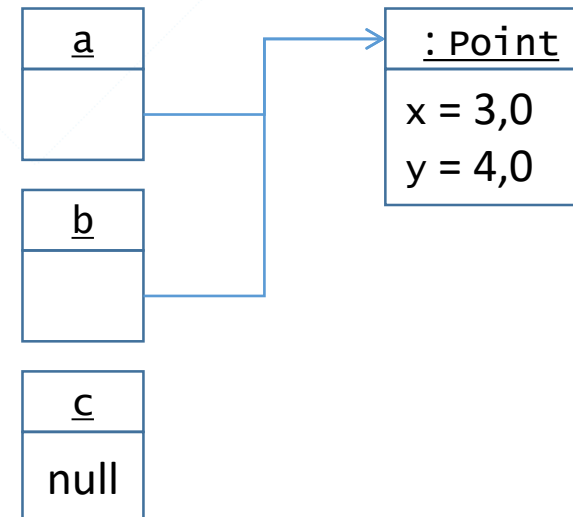 a
: Point
x = 3,0
y = 4,0
b
c
null